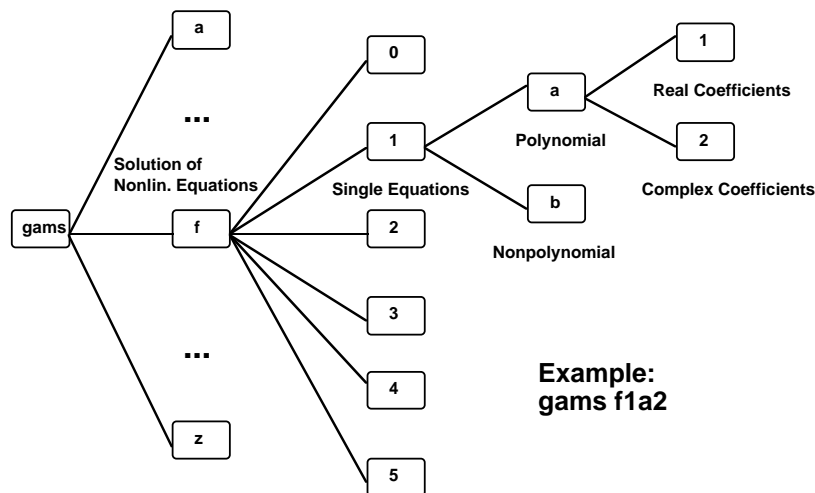 a
0
1
Real Coefficients
a
Polynomial
...
1
Single Equations
2
Complex Coefficients
Solution of
Nonlin. Equations
b
Nonpolynomial
gams
f
2
3
...
4
Example:
gams f1a2
z
5